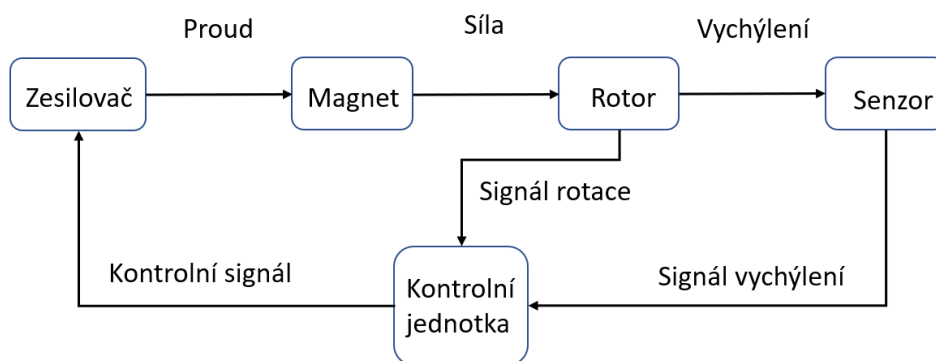 Proud
Síla
Vychýlení
Zesilovač
Magnet
Rotor
Senzor
Signál rotace
Kontrolní signál
Signál vychýlení
Kontrolní
jednotka